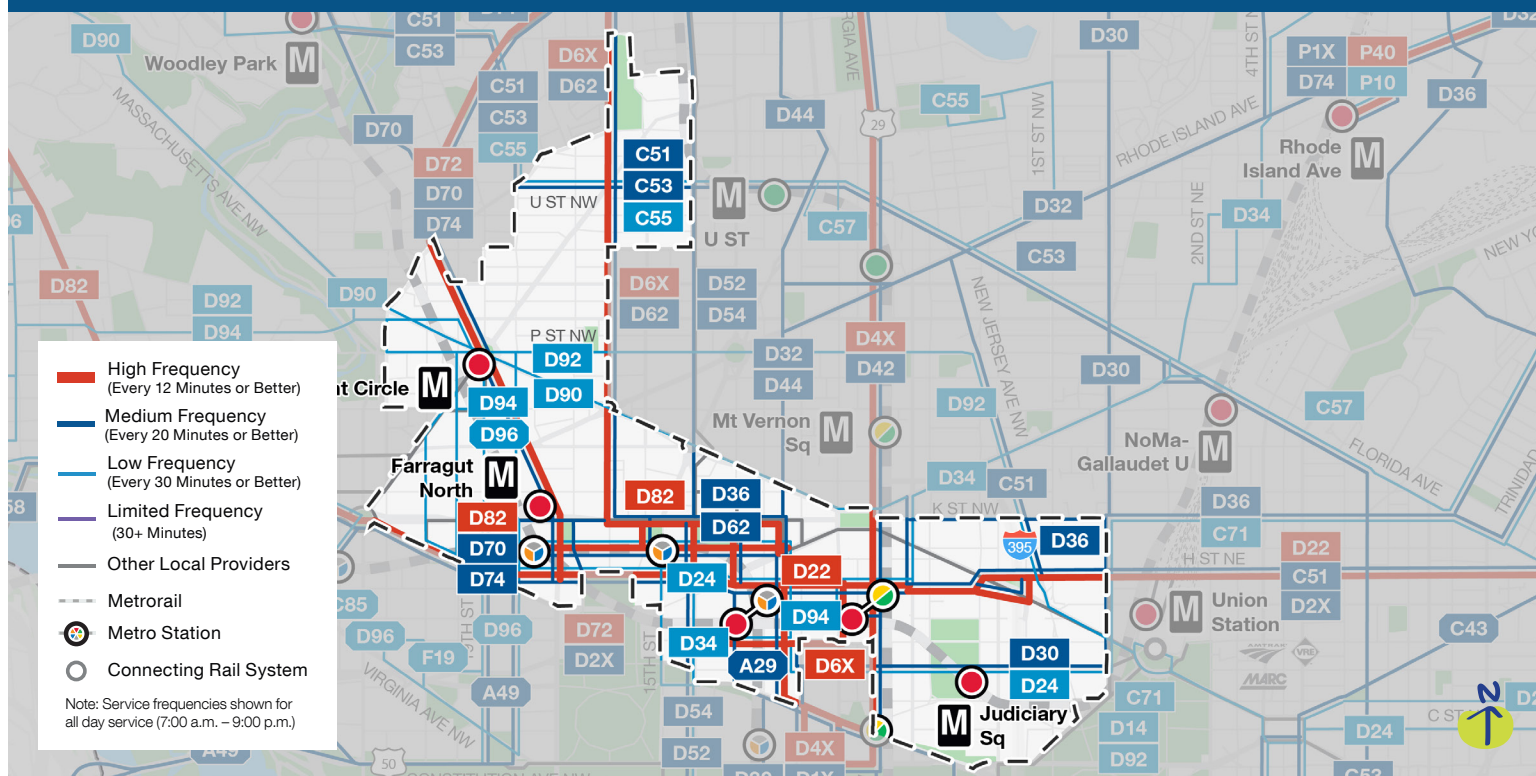 C51
C53
D90
Woodley Park
M
D6X
D62
C51
C53
C55
D70
D72
D70
D74
MASSACHUSETTS AVE NW
D82
D92
D94
D90
D44
29
C55
D30
1ST ST NW
4TH ST N
P1X
P40
D74
P10
D36
RHODE ISLAND AVE
Rhode
Island Ave
M
C51
C53
C55
U ST NW
M
U ST
C57
D32
C53
2ND ST NE
D34
D6X
D62
D52
D54
P ST NW
D92
D90
D94
D96
M
D32
D44
D4X
D42
NEW JERSEY AVE NW
D30
C57
D92
Mt Vernon
Sq
M
NoMa-
Gallaudet U
M
FLORIDA AVE
Farragut
North
M
D82
D70
D74
D82
D36
D62
D34
C51
K ST NW
395
D36
D36
C71
H ST NE
D22
C51
D2X
D24
D22
D94
D34
A29
D6X
D30
D24
Judiciary
Sq
M
Union
Station
M
C43
MARC
VRE
C71
D14
D92
D24
N
High Frequency
(Every 12 Minutes or Better)
Medium Frequency
(Every 20 Minutes or Better)
Low Frequency
(Every 30 Minutes or Better)
Limited Frequency
(30+ Minutes)
Other Local Providers
Metrorail
Metro Station
Connecting Rail System
Note: Service frequencies shown for
all day service (7:00 a.m. – 9:00 p.m.)
C85
D96
F19
D96
A49
VIRGINIA AVE NW
D72
D2X
15TH ST
D54
D52
D4X
50
CONSTITUTION AVE NW
A49